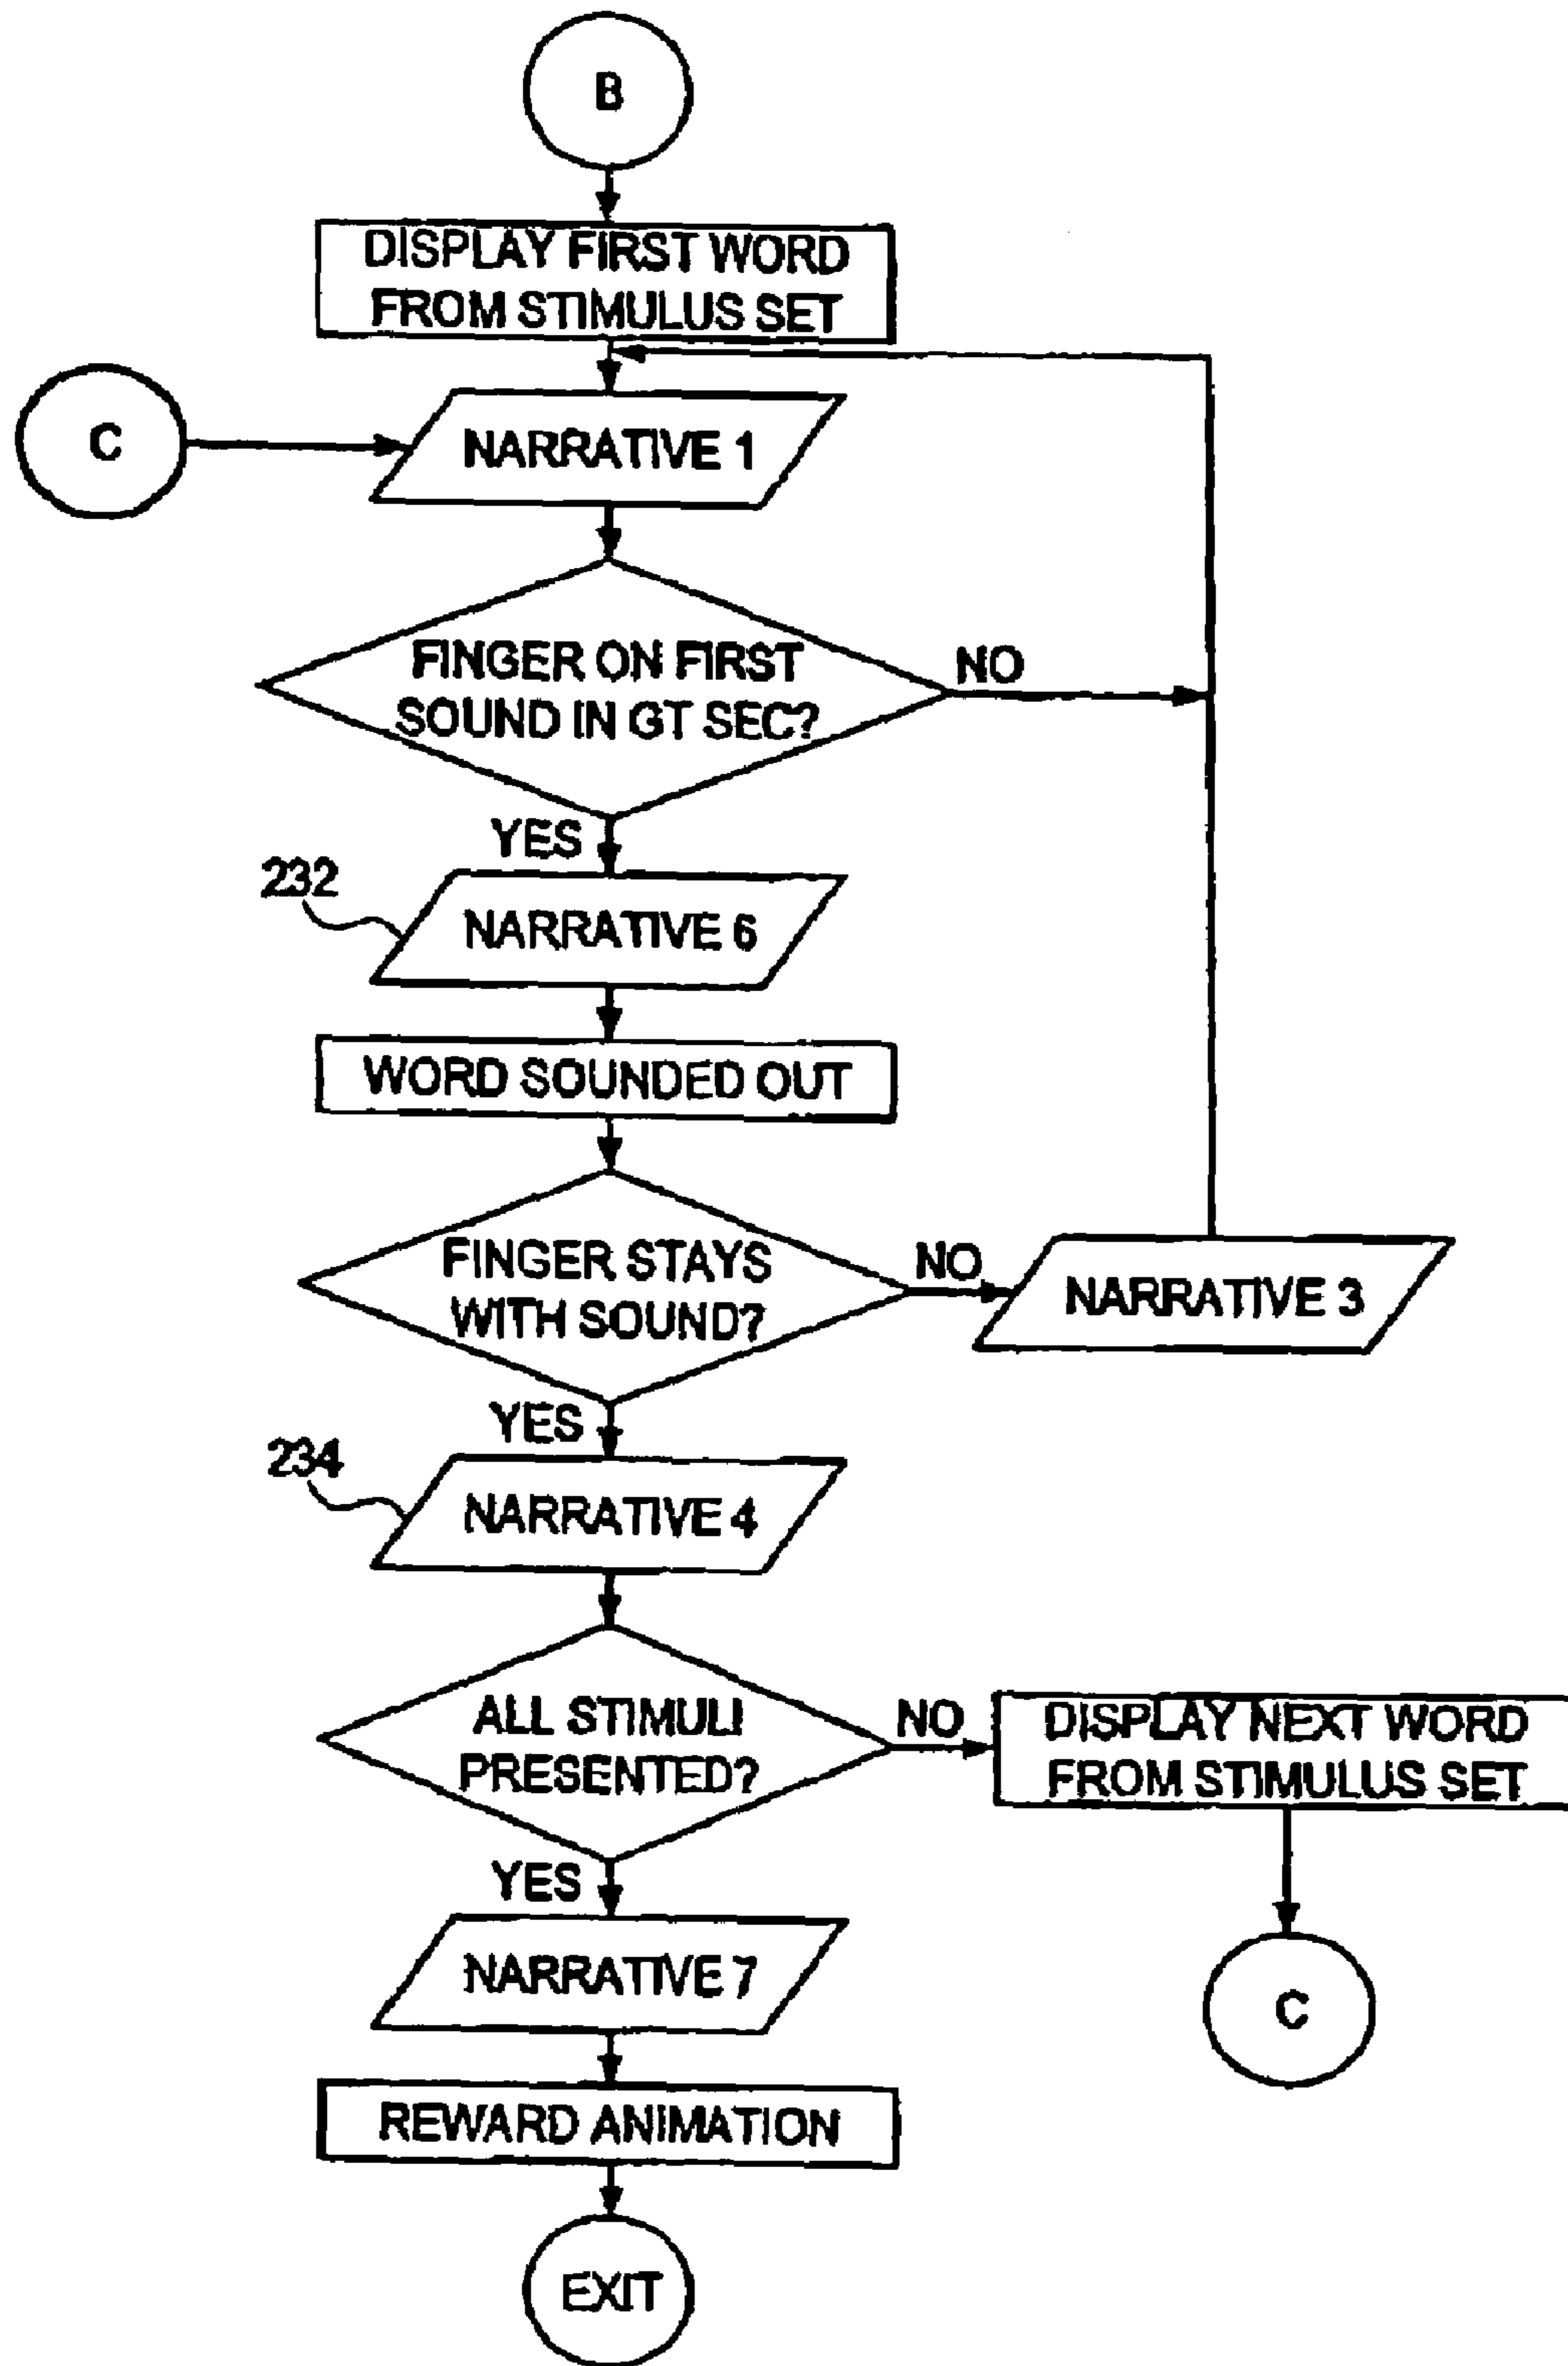 B
DISPLAY FIRST WORD
FROM STIMULUS SET
C
NARRATIVE 1
FINGER ON FIRST
SOUND IN GT SEC?
NO
YES
232
NARRATIVE 6
WORD SOUNDED OUT
FINGER STAYS
WITH SOUND?
NO
NARRATIVE 3
YES
234
NARRATIVE 4
ALL STIMULI
PRESENTED?
NO
DISPLAY NEXT WORD
FROM STIMULUS SET
YES
NARRATIVE 7
C
REWARD ANIMATION
EXIT